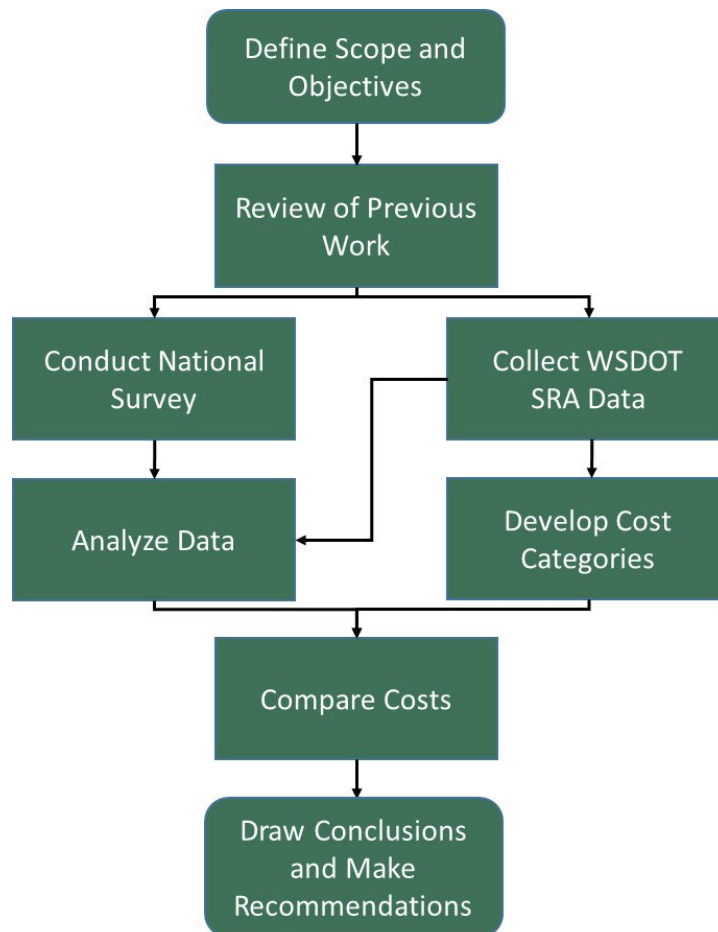 Define Scope and
Objectives
Review of Previous
Work
Conduct National
Survey
Collect WSDOT
SRA Data
Analyze Data
Develop Cost
Categories
Compare Costs
Draw Conclusions
and Make
Recommendations